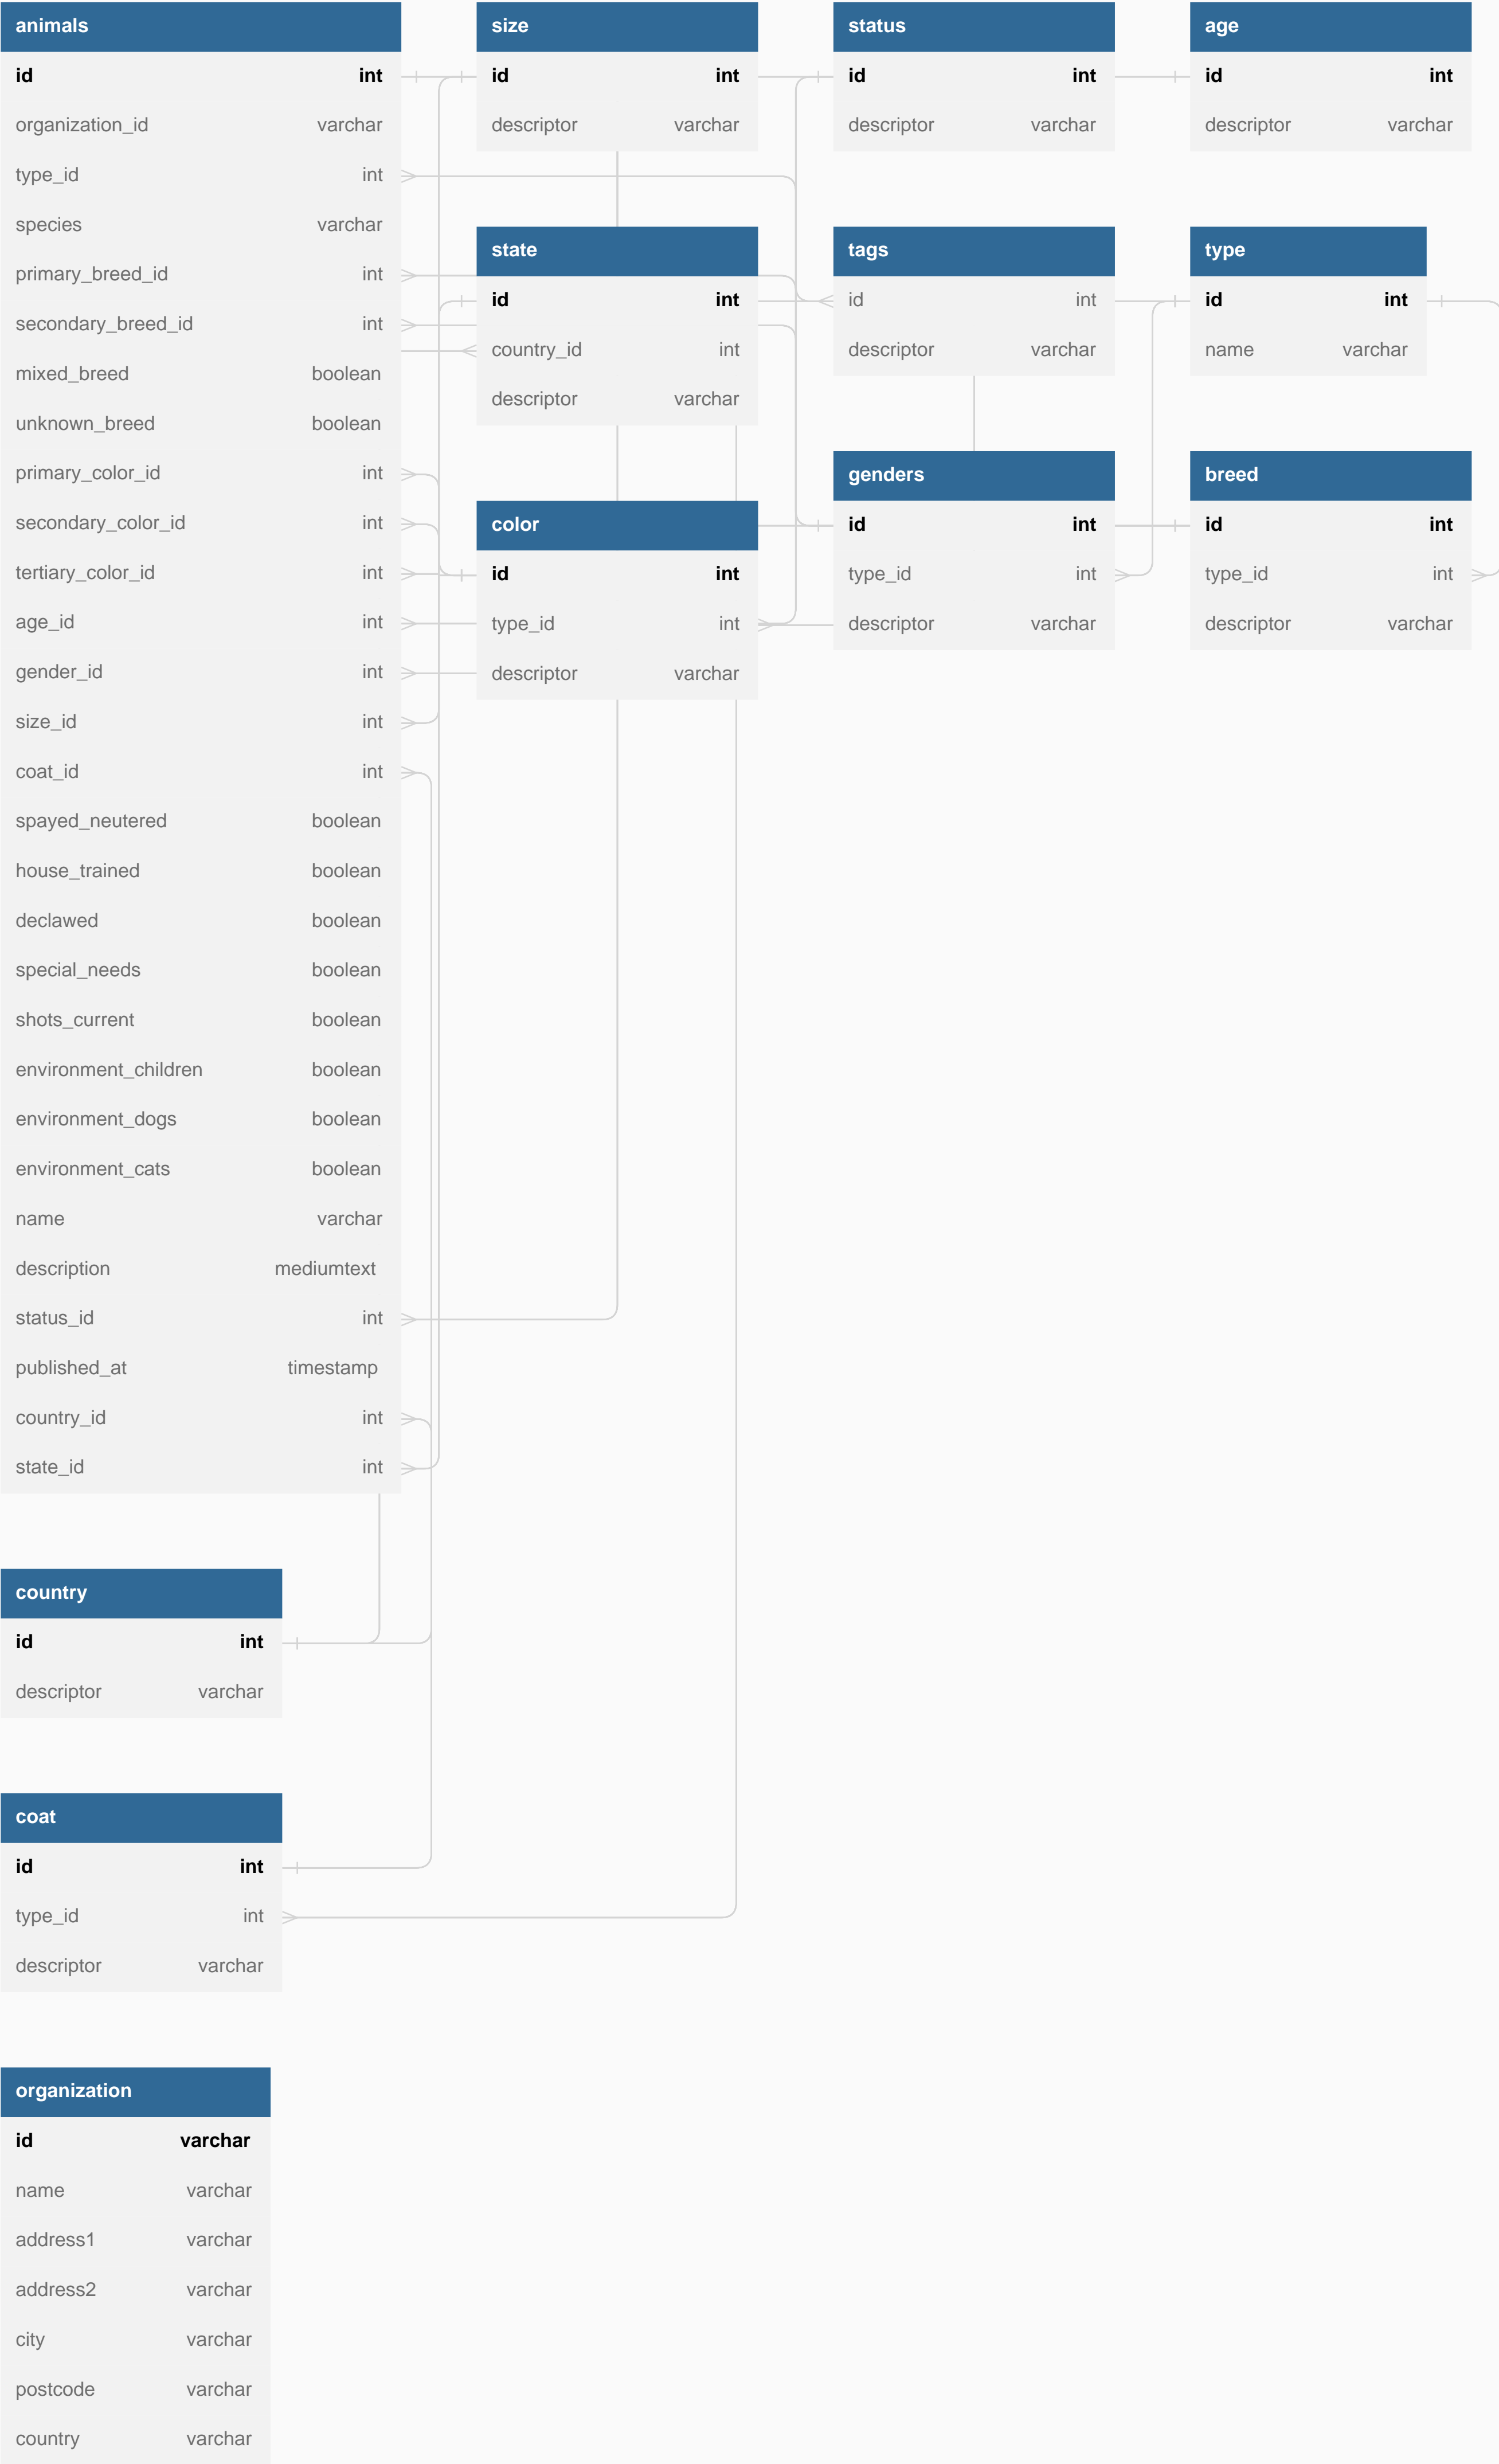 animals
id int
organization_id varchar
type_id int
species varchar
primary_breed_id int
secondary_breed_id int
mixed_breed boolean
unknown_breed boolean
primary_color_id int
secondary_color_id int
tertiary_color_id int
age_id int
gender_id int
size_id int
coat_id int
spayed_neutered boolean
house_trained boolean
declawed boolean
special_needs boolean
shots_current boolean
environment_children boolean
environment_dogs boolean
environment_cats boolean
name varchar
description mediumtext
status_id int
published_at timestamp
country_id int
state_id int
size
id int
descriptor varchar
status
id int
descriptor varchar
age
id int
descriptor varchar
state
id int
country_id int
descriptor varchar
tags
id int
descriptor varchar
type
id int
name varchar
color
id int
type_id int
descriptor varchar
genders
id int
type_id int
descriptor varchar
breed
id int
type_id int
descriptor varchar
country
id int
descriptor varchar
coat
id int
type_id int
descriptor varchar
organization
id varchar
name varchar
address1 varchar
address2 varchar
city varchar
postcode varchar
country varchar